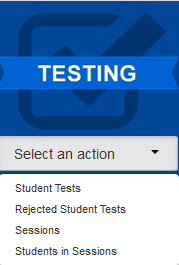 TESTING
Select an action
Student Tests
Rejected Student Tests
Sessions
Students in Sessions